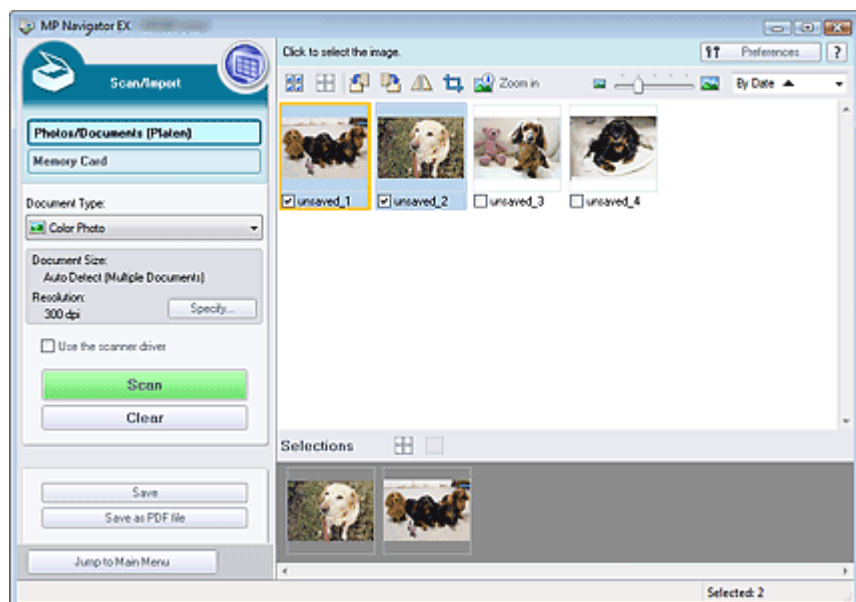 MP Navigator EX
Click to select the image.
Preferences
?
Scan/Import
Zoom in
By Date
Photos/Documents (Platen)
Memory Card
unsaved_1
unsaved_2
unsaved_3
unsaved_4
Document Type:
Color Photo
Document Size:
Auto Detect (Multiple Documents)
Resolution:
300 dpi
Specify...
Use the scanner driver
Scan
Clear
Selections
Save
Save as PDF file
Jump to Main Menu
Selected: 2